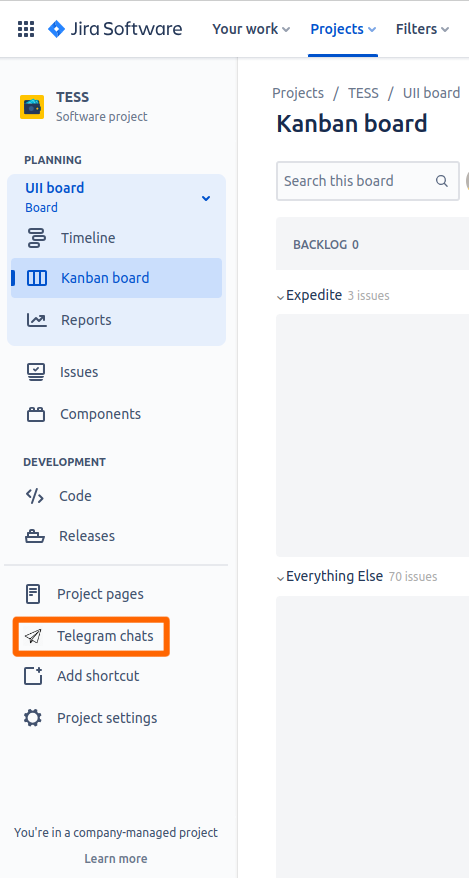 Jira Software Your work Projects Filters
TESS
Software project
PLANNING
UII board
Board
Timeline
Kanban board
Reports
Issues
Components
DEVELOPMENT
Code
Releases
Project pages
Telegram chats
Add shortcut
Project settings
You're in a company-managed project
Learn more
Projects / TESS / UII board
Kanban board
Search this board
BACKLOG 0
Expedite 3 issues
Everything Else 70 issues